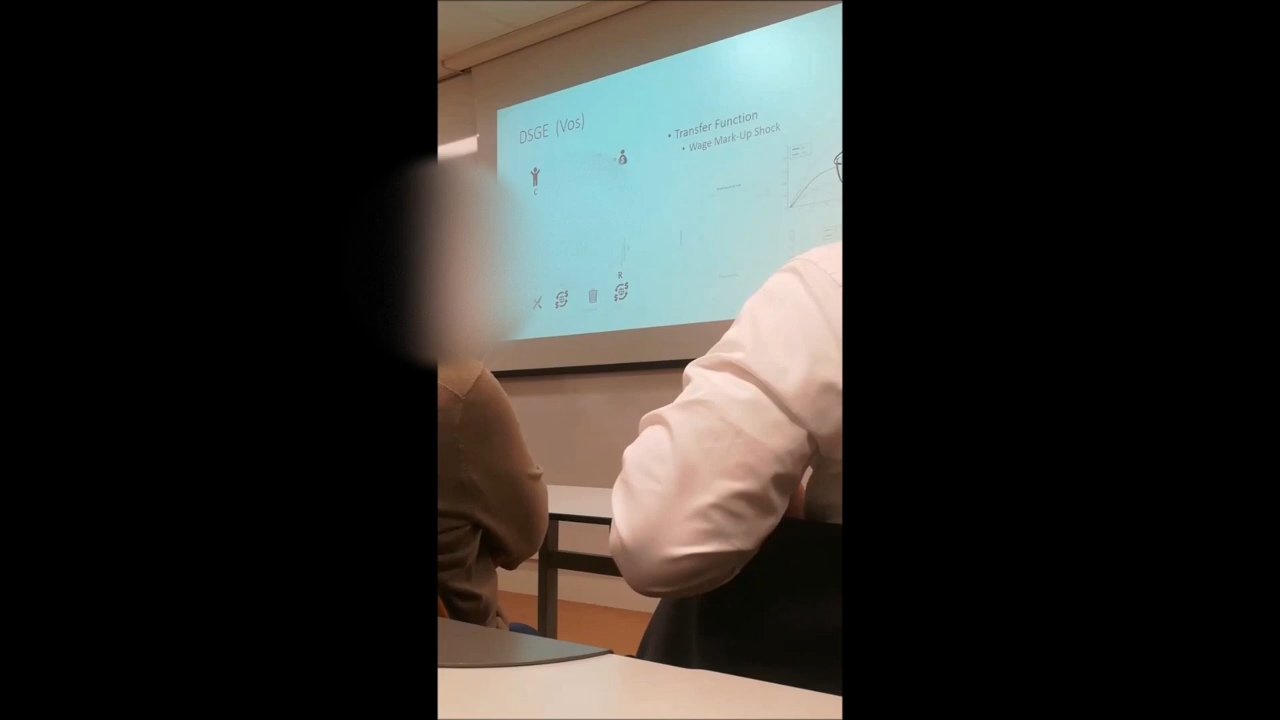 DSGE (Vos)
• Transfer Function
• Wage Mark-Up Shock
C
R